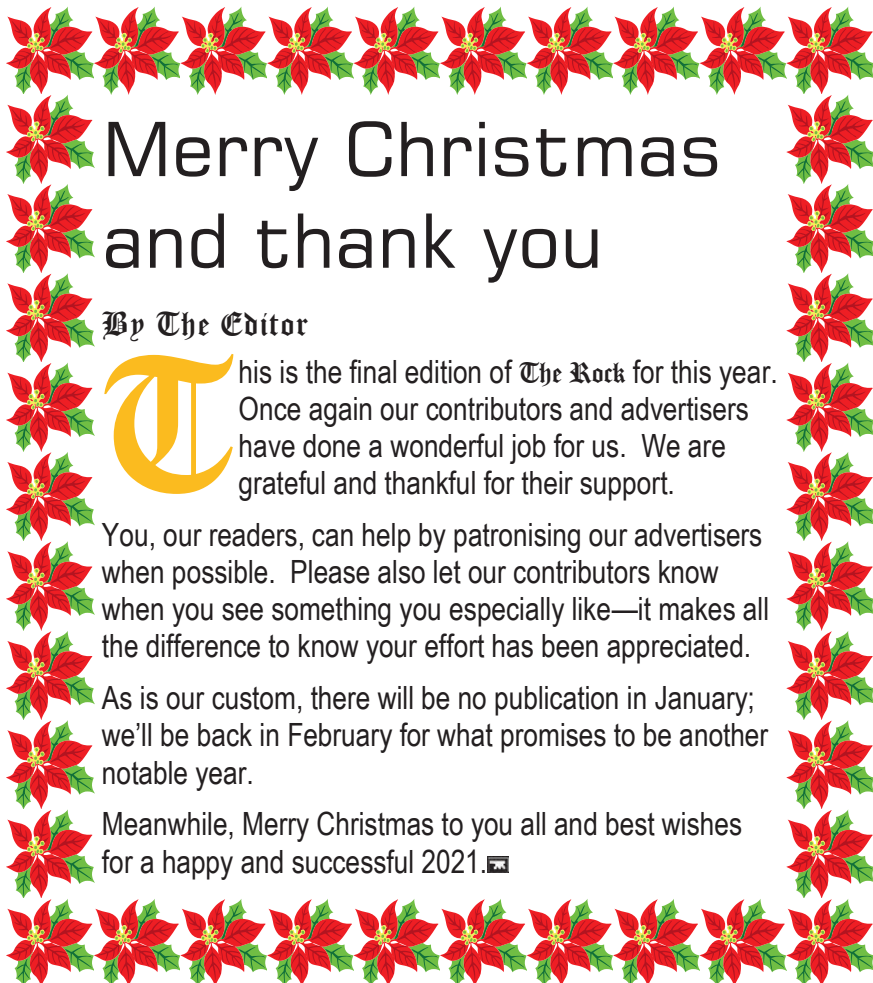 Merry Christmas
and thank you
By The Editor
This is the final edition of The Rock for this year.
Once again our contributors and advertisers
have done a wonderful job for us.  We are
grateful and thankful for their support.
You, our readers, can help by patronising our advertisers
when possible.  Please also let our contributors know
when you see something you especially like—it makes all
the difference to know your effort has been appreciated.
As is our custom, there will be no publication in January;
we’ll be back in February for what promises to be another
notable year.
Meanwhile, Merry Christmas to you all and best wishes
for a happy and successful 2021.